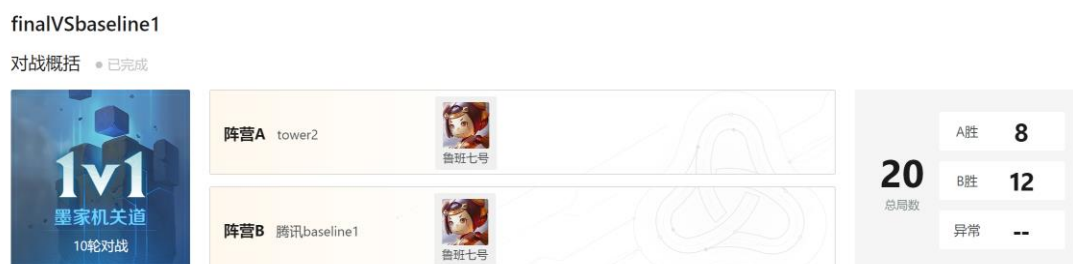 finalVSbaseline1
对战概括 已完成
1v1
墨家机关道
10轮对战
阵营A tower2
鲁班七号
阵营B 腾讯baseline1
鲁班七号
20
总局数
A胜 8
B胜 12
异常 --